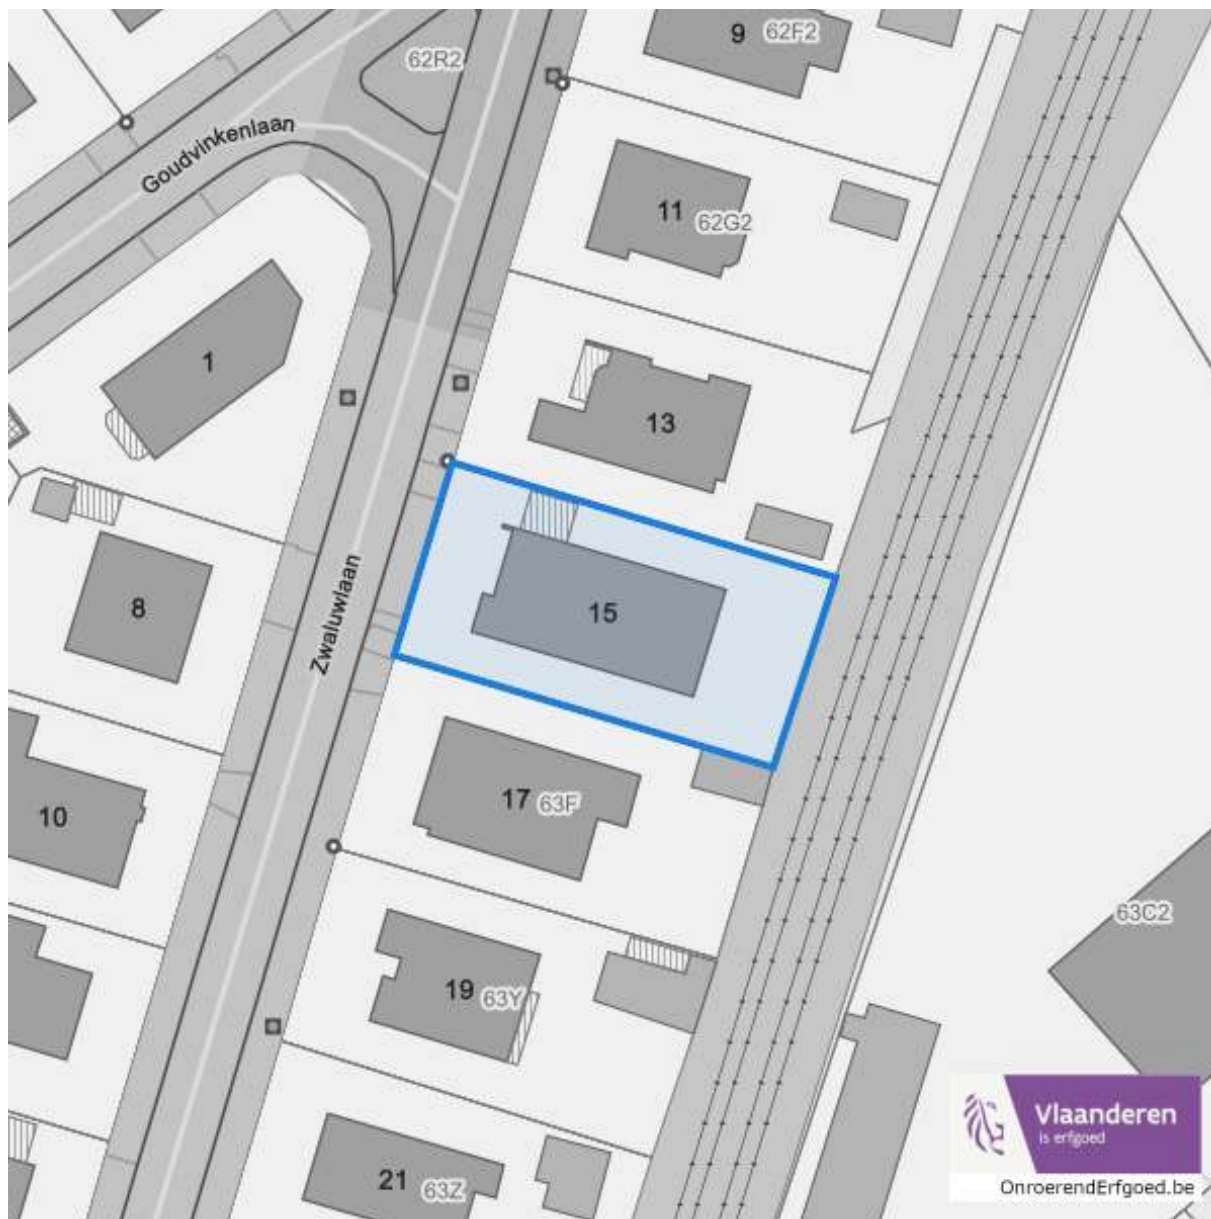 9 62F2
62R2
Goudvinkenlaan
11 62G2
1
13
Zwaluwlaan
8
15
10
17 63F
63C2
19 63Y
21 63Z
Vlaanderen
is erfgoed
OnroerendErfgoed.be